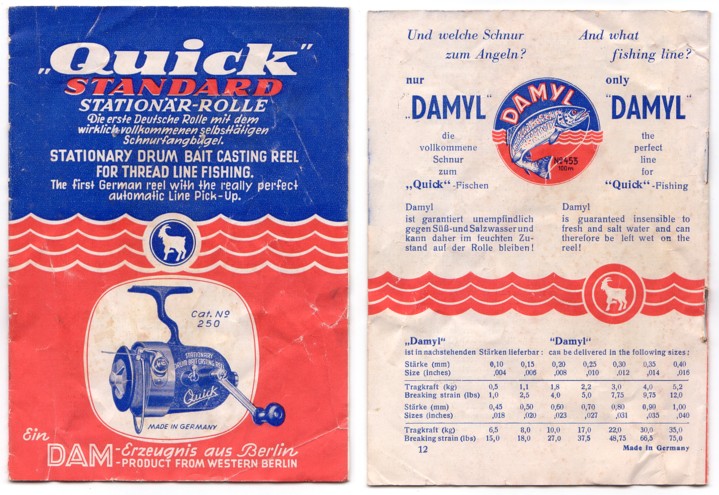 „Quick"
STANDARD
STATIONÄR-ROLLE
Die erste Deutsche Rolle mit dem
wirklich vollkommenen selbsttätigen
Schnurfangbügel.
STATIONARY DRUM BAIT CASTING REEL
FOR THREAD LINE FISHING.
The first German reel with the really perfect
automatic Line Pick-Up.
Cat. No
250
Quick
MADE IN GERMANY
Ein
DAM-Erzeugnis aus Berlin
-PRODUCT FROM WESTERN BERLIN
Und welche Schnur
zum Angeln?
nur
„DAMYL"
die
vollkommene
Schnur
zum
„Quick"-Fischen
DAMYL
No 455
100m
And what
fishing line?
only
"DAMYL"
the
perfect
line
for
"Quick"-Fishing
Damyl
ist garantiert unempfindlich
gegen Süß-und Salzwasser und
kann daher im feuchten Zu-
stand auf der Rolle bleiben!
Damyl
is guaranteed insensible to
fresh and salt water and can
therefore be left wet on the
reel!
„Damyl" "Damyl"
ist in nachstehenden Stärken lieferbar: can be delivered in the following sizes:
Stärke (mm) 0,10 0,15 0,20 0,25 0,30 0,35 0,40
Size (inches) .004 .006 .008 .010 .012 .014 .016
Tragkraft (kg) 0,5 1,1 1,8 2,2 3,0 4,0 5,2
Breaking strain (lbs) 1,0 2,5 4,0 5,0 7,75 9,75 12,0
Stärke (mm) 0,45 0,50 0,60 0,70 0,80 0,90 1,00
Sizes (inches) .018 .020 .023 .027 .031 .035 .040
Tragkraft (kg) 6,5 8,0 10,0 17,0 22,0 30,0 35,0
Breaking strain (lbs) 15,0 18,0 27,0 37,5 48,75 66,5 75,0
12 Made in Germany